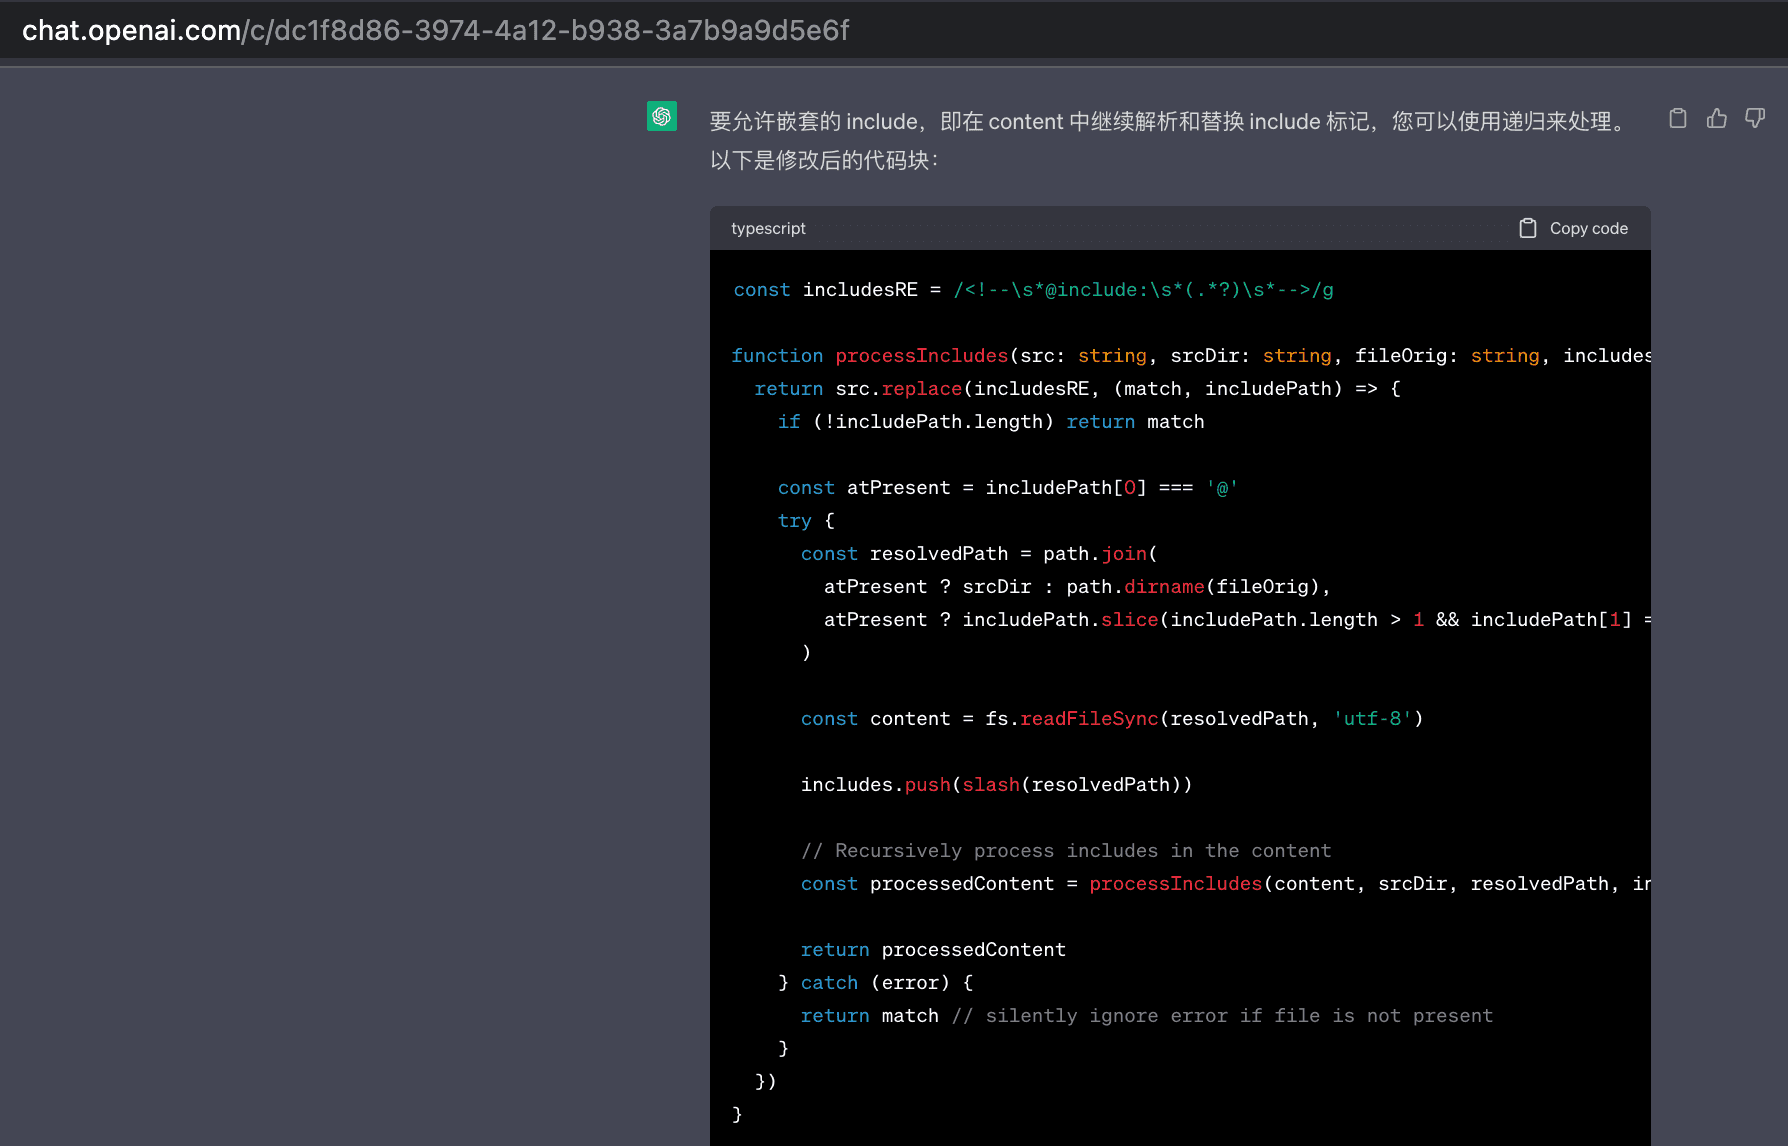 chat.openai.com/c/dc1f8d86-3974-4a12-b938-3a7b9a9d5e6f
要允许嵌套的 include，即在 content 中继续解析和替换 include 标记，您可以使用递归来处理。
以下是修改后的代码块：
typescript
Copy code
const includesRE = /<!--\s*@include:\s*(.*?)\s*-->/g
function processIncludes(src: string, srcDir: string, fileOrig: string, includes
return src.replace(includesRE, (match, includePath) => {
if (!includePath.length) return match
const atPresent = includePath[0] === '@'
try {
const resolvedPath = path.join(
atPresent ? srcDir : path.dirname(fileOrig),
atPresent ? includePath.slice(includePath.length > 1 && includePath[1] =
)
const content = fs.readFileSync(resolvedPath, 'utf-8')
includes.push(slash(resolvedPath))
// Recursively process includes in the content
const processedContent = processIncludes(content, srcDir, resolvedPath, in
return processedContent
} catch (error) {
return match // silently ignore error if file is not present
}
})
}